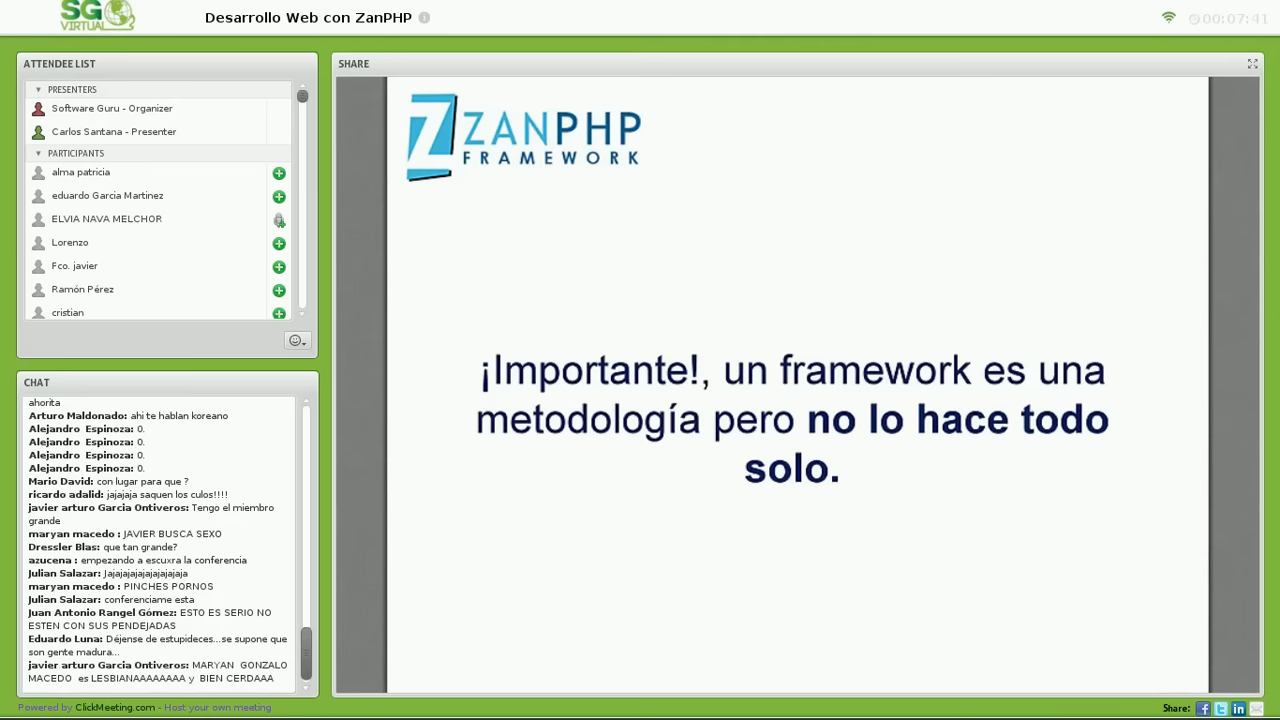 SG
VIRTUAL
Desarrollo Web con ZanPHP
00:07:41
ATTENDEE LIST
PRESENTERS
Software Guru - Organizer
Carlos Santana - Presenter
PARTICIPANTS
alma patricia
eduardo Garcia Martinez
ELVIA NAVA MELCHOR
Lorenzo
Fco. javier
Ramón Pérez
cristian
CHAT
ahorita
Arturo Maldonado: ahi te hablan koreano
Alejandro Espinoza: 0.
Alejandro Espinoza: 0.
Alejandro Espinoza: 0.
Alejandro Espinoza: 0.
Mario David: con lugar para que ?
ricardo adalid: jajajaja saquen los culos!!!!
javier arturo Garcia Ontiveros: Tengo el miembro
grande
maryan macedo : JAVIER BUSCA SEXO
Dressler Blas: que tan grande?
azucena : empezando a escuxra la conferencia
Julian Salazar: Jajajajajajajajajaja
maryan macedo : PINCHES PORNOS
Julian Salazar: conferenciame esta
Juan Antonio Rangel Gómez: ESTO ES SERIO NO
ESTEN CON SUS PENDEJADAS
Eduardo Luna: Déjense de estupideces...se supone que
son gente madura...
javier arturo Garcia Ontiveros: MARYAN GONZALO
MACEDO es LESBIANAAAAAAAA y BIEN CERDAAA
SHARE
Z ZANPHP
FRAMEWORK
¡Importante!, un framework es una
metodología pero no lo hace todo
solo.
Powered by ClickMeeting.com - Host your own meeting
Share: